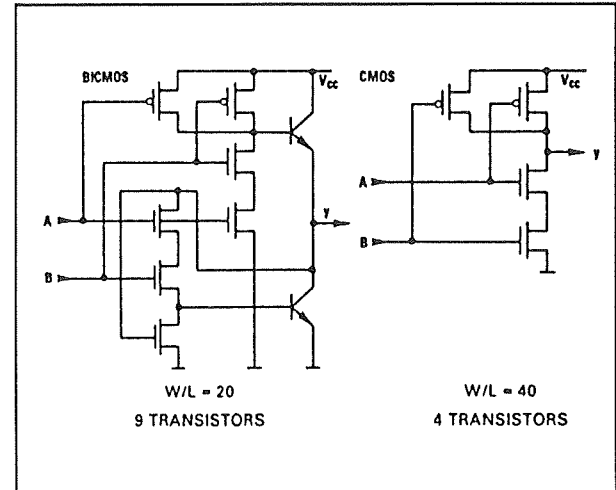 BICMOS
VCC
A
B
y
W/L = 20
9 TRANSISTORS
CMOS
VCC
A
B
y
W/L = 40
4 TRANSISTORS